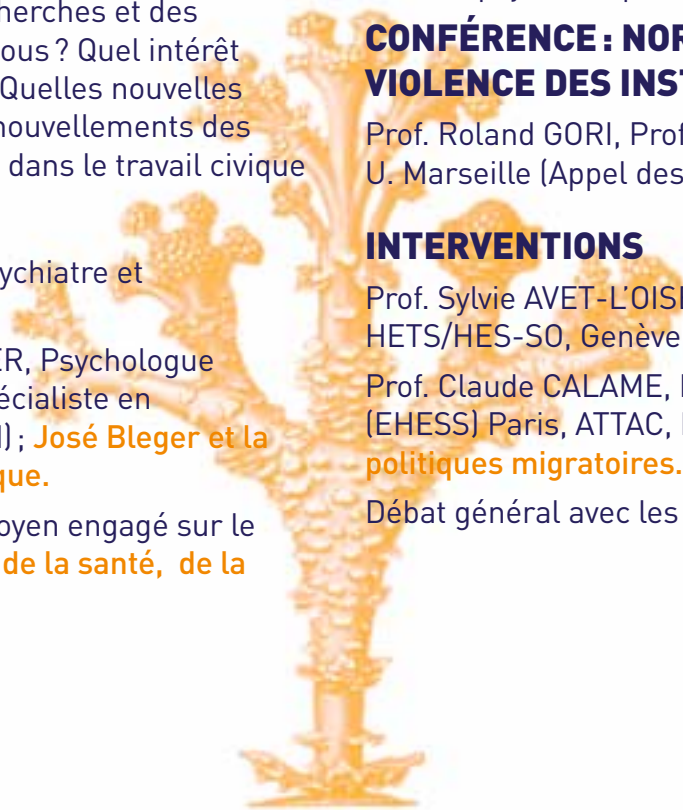 herches et des
ous ? Quel intérêt
Quelles nouvelles
nouvellements des
dans le travail civique
ychiatre et
ER, Psychologue
écialiste en
) ; José Bleger et la
que.
oyen engagé sur le
de la santé, de la
CONFÉRENCE : NOR
VIOLENCE DES INST
Prof. Roland GORI, Prof
U. Marseille (Appel des
INTERVENTIONS
Prof. Sylvie AVET-L'OISE
HETS/HES-SO, Genève
Prof. Claude CALAME,
(EHESS) Paris, ATTAC,
politiques migratoires.
Débat général avec les